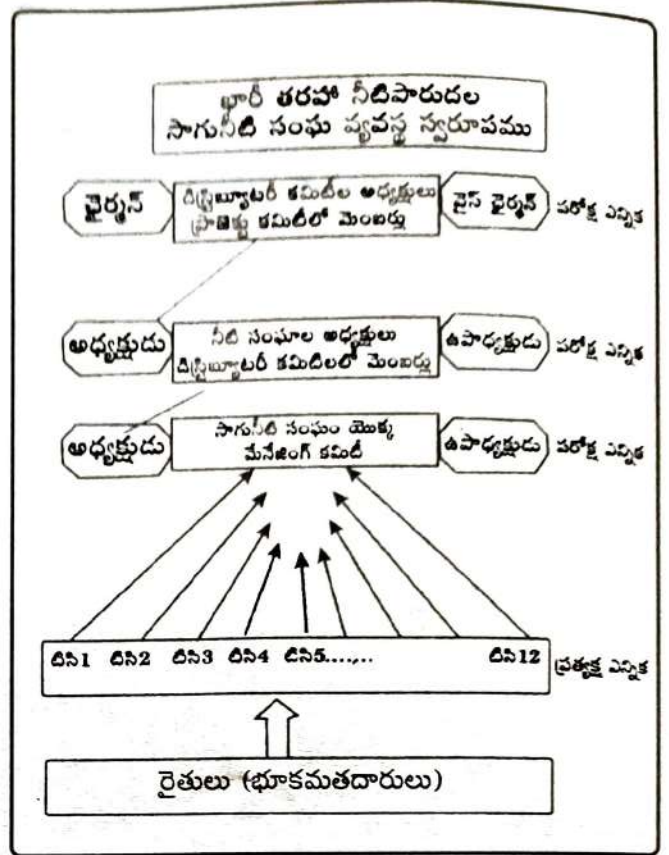 భారీ తరహా నీటిపారుదల
సాగునీటి సంఘ వ్యవస్థ స్వరూపము
ఛైర్మన్
డిస్ట్రిబ్యూటరీ కమిటీల అధ్యక్షులు
ప్రాజెక్టు కమిటీలో మెంబర్లు
వైస్ ఛైర్మన్
పరోక్ష ఎన్నిక
అధ్యక్షుడు
నీటి సంఘాల అధ్యక్షులు
డిస్ట్రిబ్యూటరీ కమిటీలలో మెంబర్లు
ఉపాధ్యక్షుడు
పరోక్ష ఎన్నిక
అధ్యక్షుడు
సాగునీటి సంఘం యొక్క
మేనేజింగ్ కమిటీ
ఉపాధ్యక్షుడు
పరోక్ష ఎన్నిక
టిసి1 టిసి2 టిసి3 టిసి4 టిసి5....,... టిసి12
ప్రత్యక్ష ఎన్నిక
రైతులు (భూకమతదారులు)